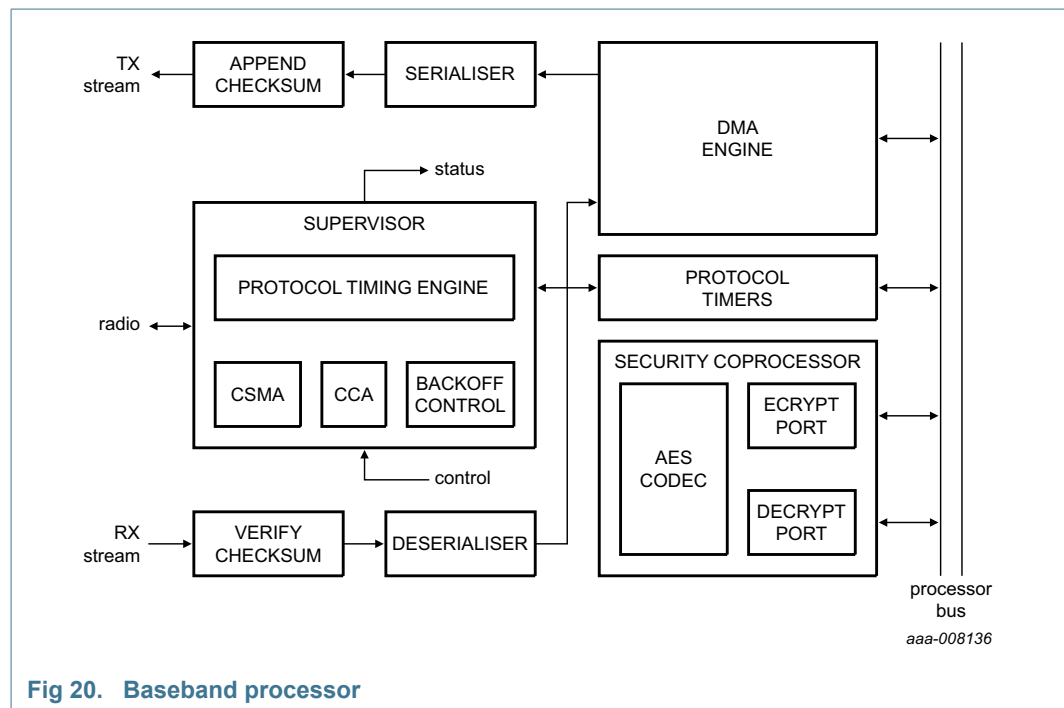 TX
stream
APPEND
CHECKSUM
SERIALISER
DMA
ENGINE
status
SUPERVISOR
PROTOCOL TIMING ENGINE
PROTOCOL
TIMERS
radio
CSMA
CCA
BACKOFF
CONTROL
SECURITY COPROCESSOR
AES
CODEC
ECRYPT
PORT
DECRYPT
PORT
control
RX
stream
VERIFY
CHECKSUM
DESERIALISER
processor
bus
aaa-008136
Fig 20. Baseband processor